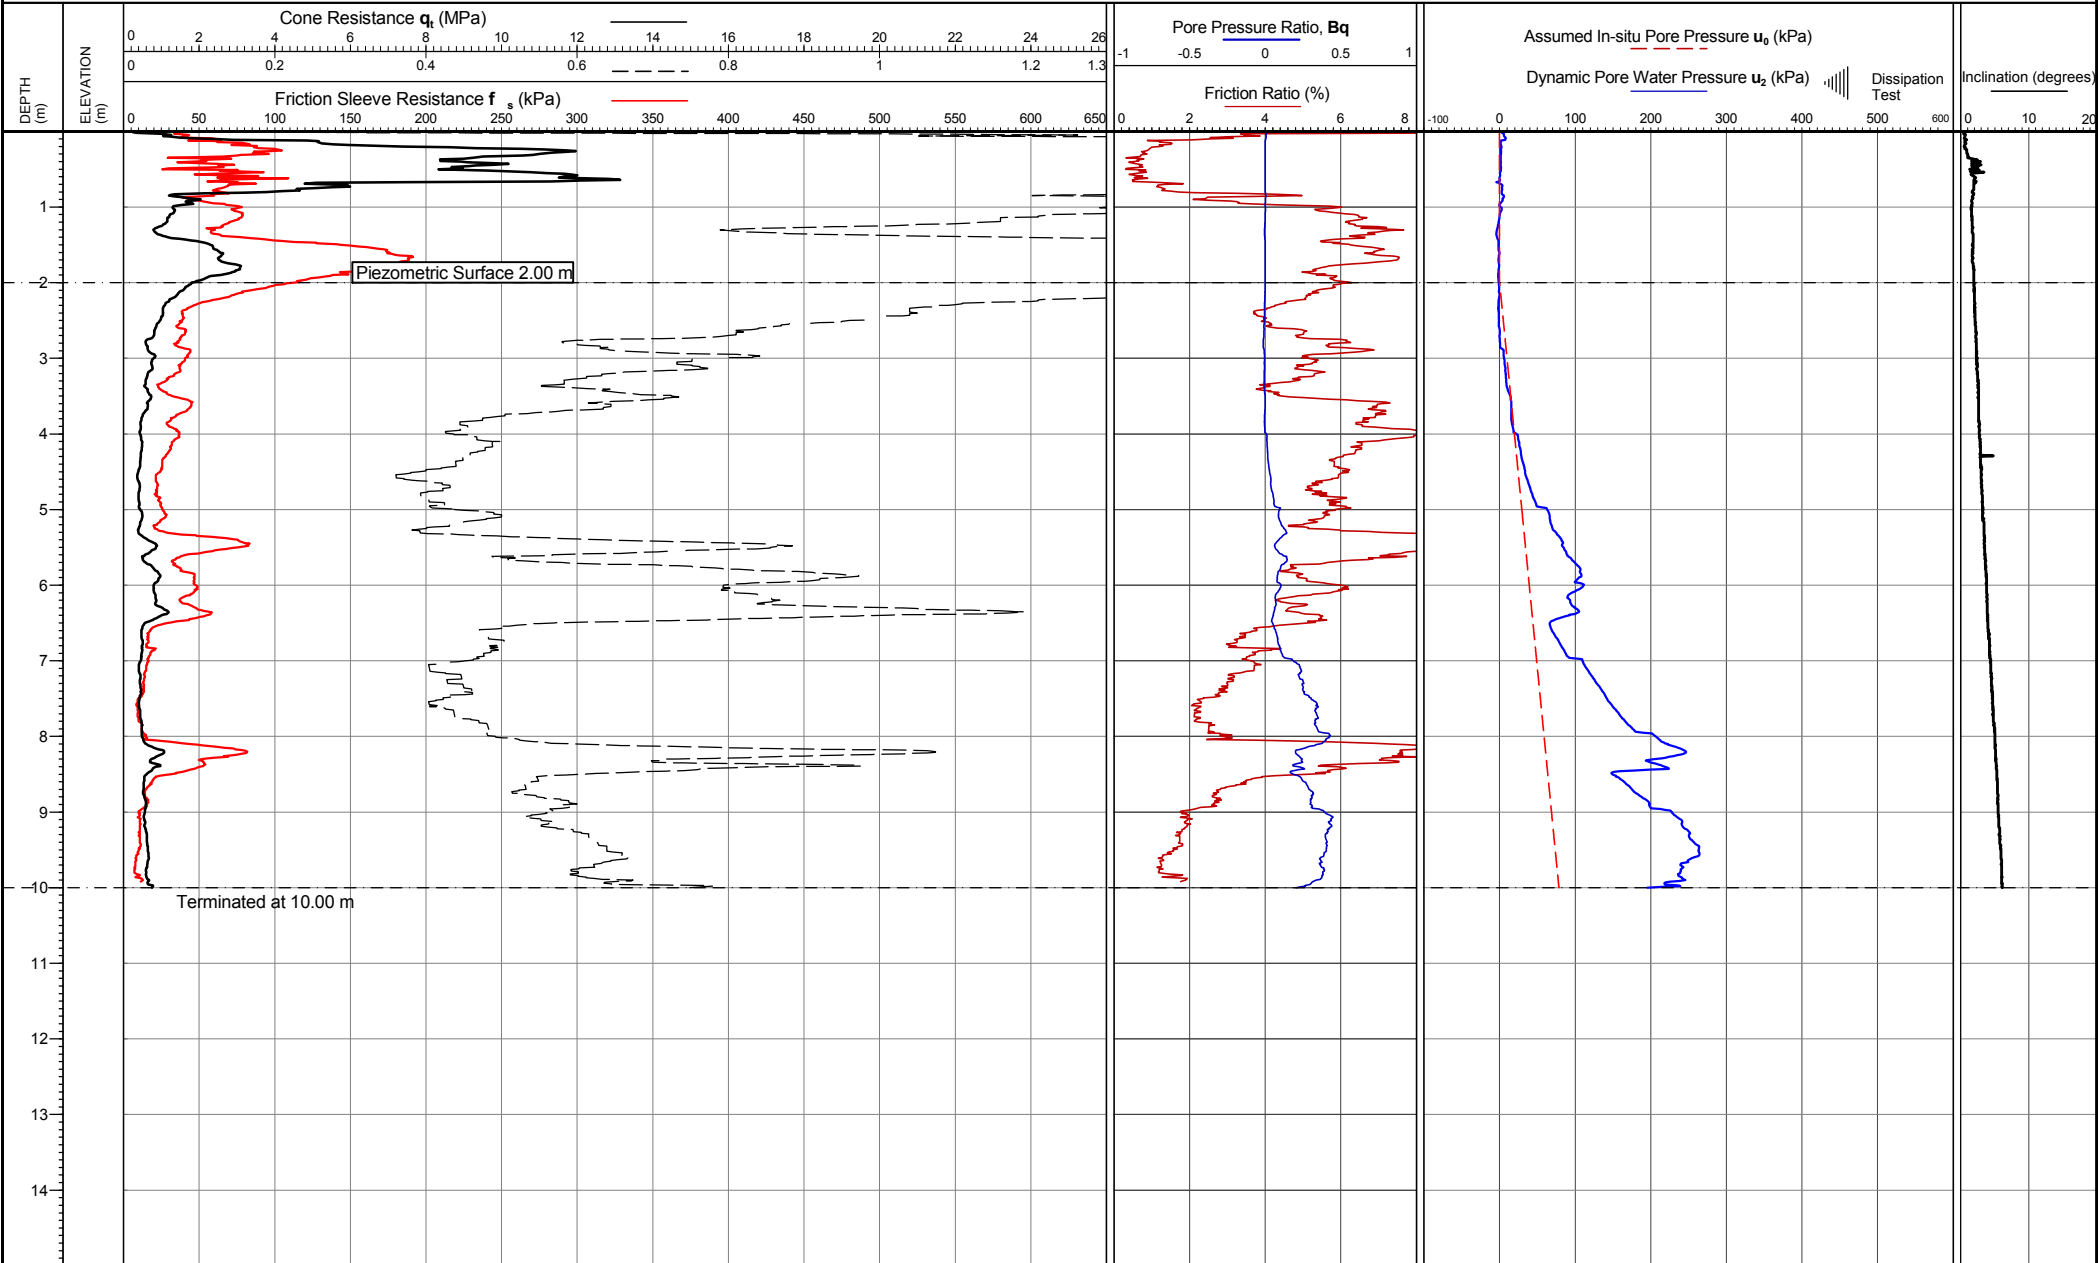 Cone Resistance qt (MPa)
0 2 4 6 8 10 12 14 16 18 20 22 24 26
0 0.2 0.4 0.6 0.8 1 1.2 1.3
Friction Sleeve Resistance f s (kPa)
0 50 100 150 200 250 300 350 400 450 500 550 600 650
DEPTH
(m)
ELEVATION
(m)
Pore Pressure Ratio, Bq
-1 -0.5 0 0.5 1
Friction Ratio (%)
0 2 4 6 8
Assumed In-situ Pore Pressure u0 (kPa)
Dynamic Pore Water Pressure u2 (kPa)
Dissipation
Test
-100 0 100 200 300 400 500 600
Inclination (degrees)
0 10 20
1
Piezometric Surface 2.00 m
2
3
4
5
6
7
8
9
10
Terminated at 10.00 m
11
12
13
14